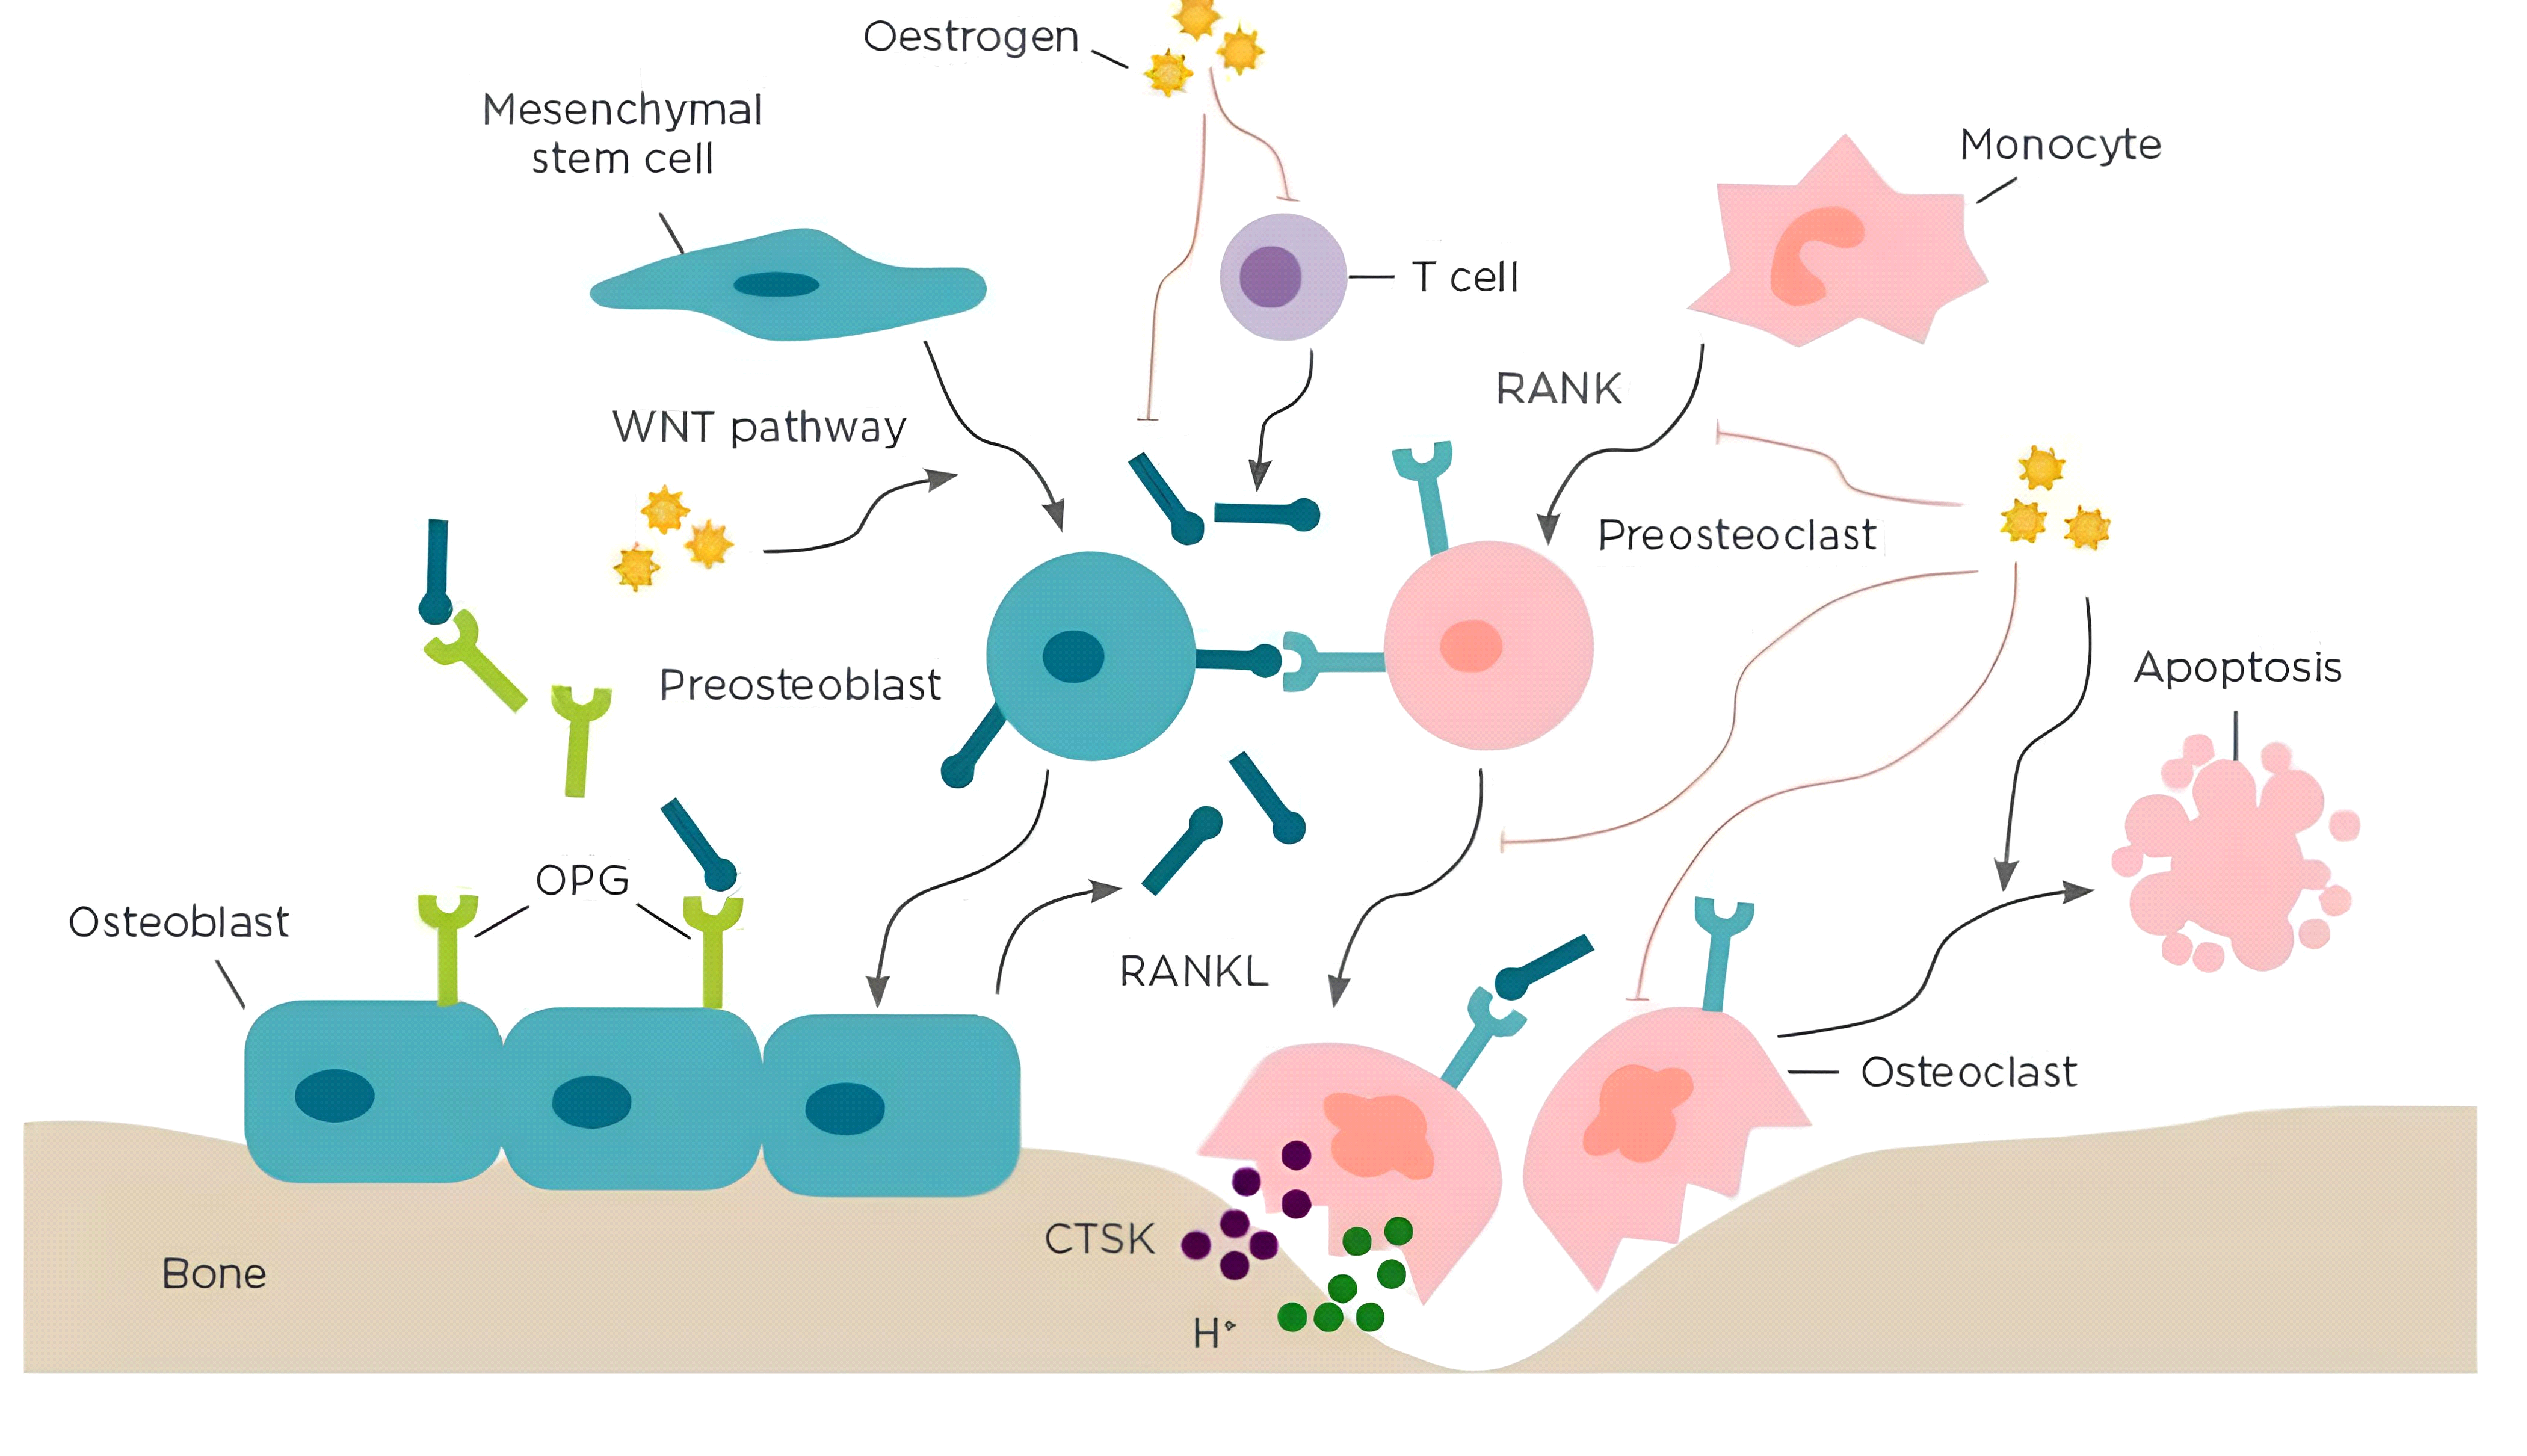 Oestrogen
Mesenchymal
stem cell
Monocyte
T cell
RANK
WNT pathway
Preosteoclast
Apoptosis
Preosteoblast
OPG
Osteoblast
RANKL
Osteoclast
CTSK
Bone
H⁺